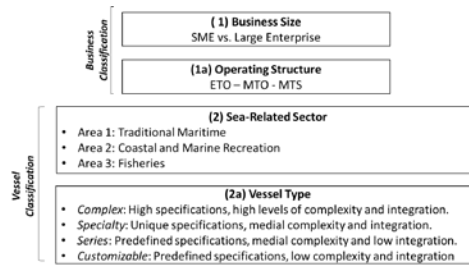 Business
Classification
( 1) Business Size
SME vs. Large Enterprise
(1a) Operating Structure
ETO – MTO - MTS
Vessel
Classification
(2) Sea-Related Sector
• Area 1: Traditional Maritime
• Area 2: Coastal and Marine Recreation
• Area 3: Fisheries
(2a) Vessel Type
• Complex: High specifications, high levels of complexity and integration.
• Specialty: Unique specifications, medial complexity and integration.
• Series: Predefined specifications, medial complexity and low integration.
• Customizable: Predefined specifications, low complexity and integration